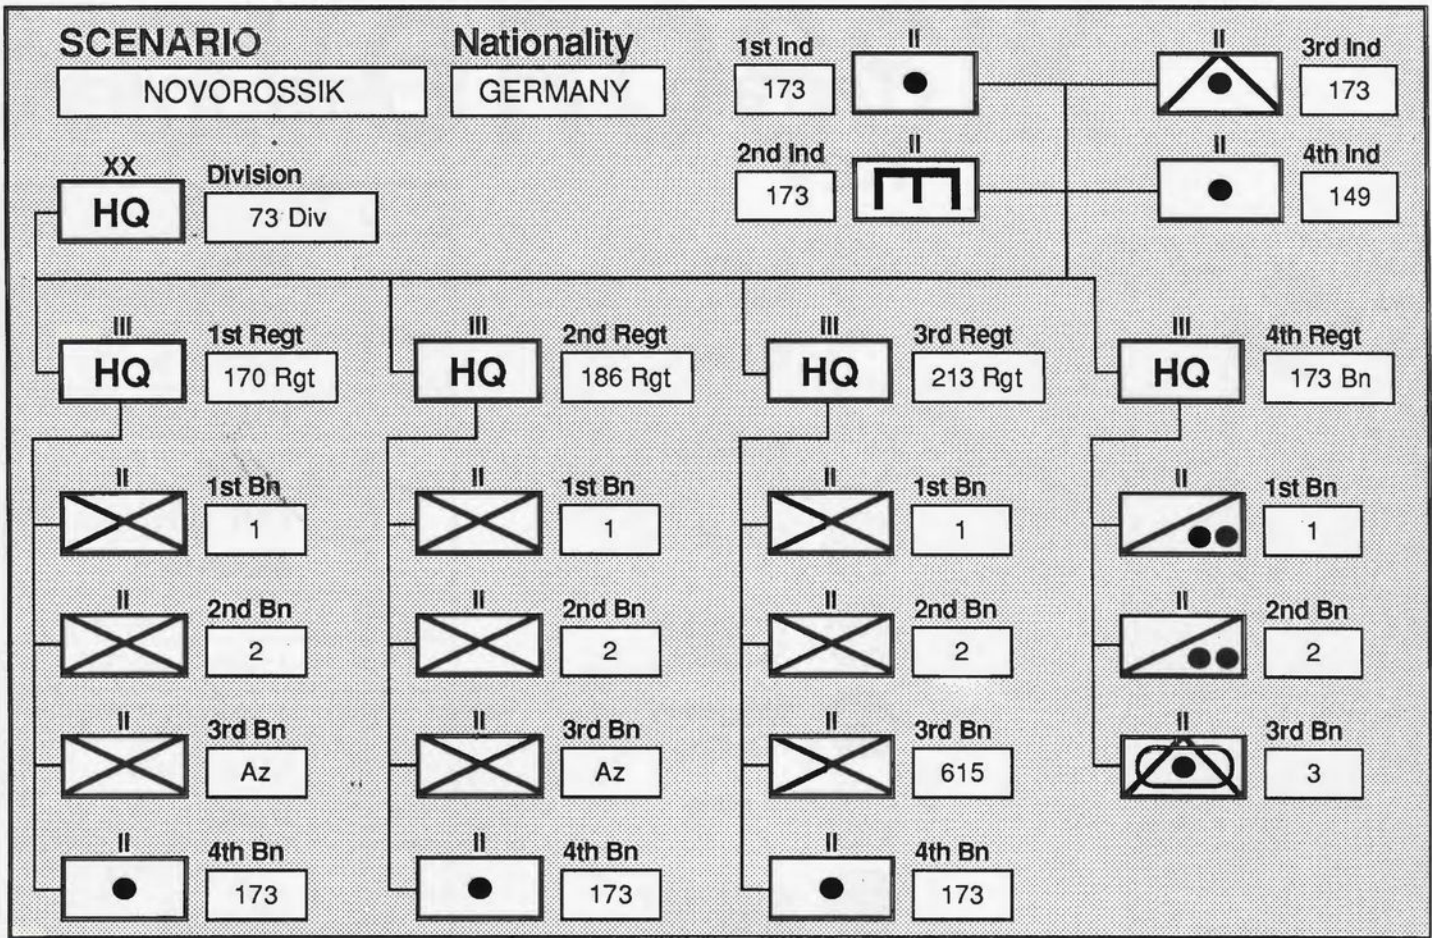 SCENARIO
NOVOROSSIK
Nationality
GERMANY
1st Ind
173
II
II
3rd Ind
173
2nd Ind
173
II
II
4th Ind
149
XX
HQ
Division
73 Div
III
HQ
1st Regt
170 Rgt
III
HQ
2nd Regt
186 Rgt
III
HQ
3rd Regt
213 Rgt
III
HQ
4th Regt
173 Bn
II
1st Bn
1
II
1st Bn
1
II
1st Bn
1
II
1st Bn
1
II
2nd Bn
2
II
2nd Bn
2
II
2nd Bn
2
II
2nd Bn
2
II
3rd Bn
Az
II
3rd Bn
Az
II
3rd Bn
615
II
3rd Bn
3
II
4th Bn
173
II
4th Bn
173
II
4th Bn
173